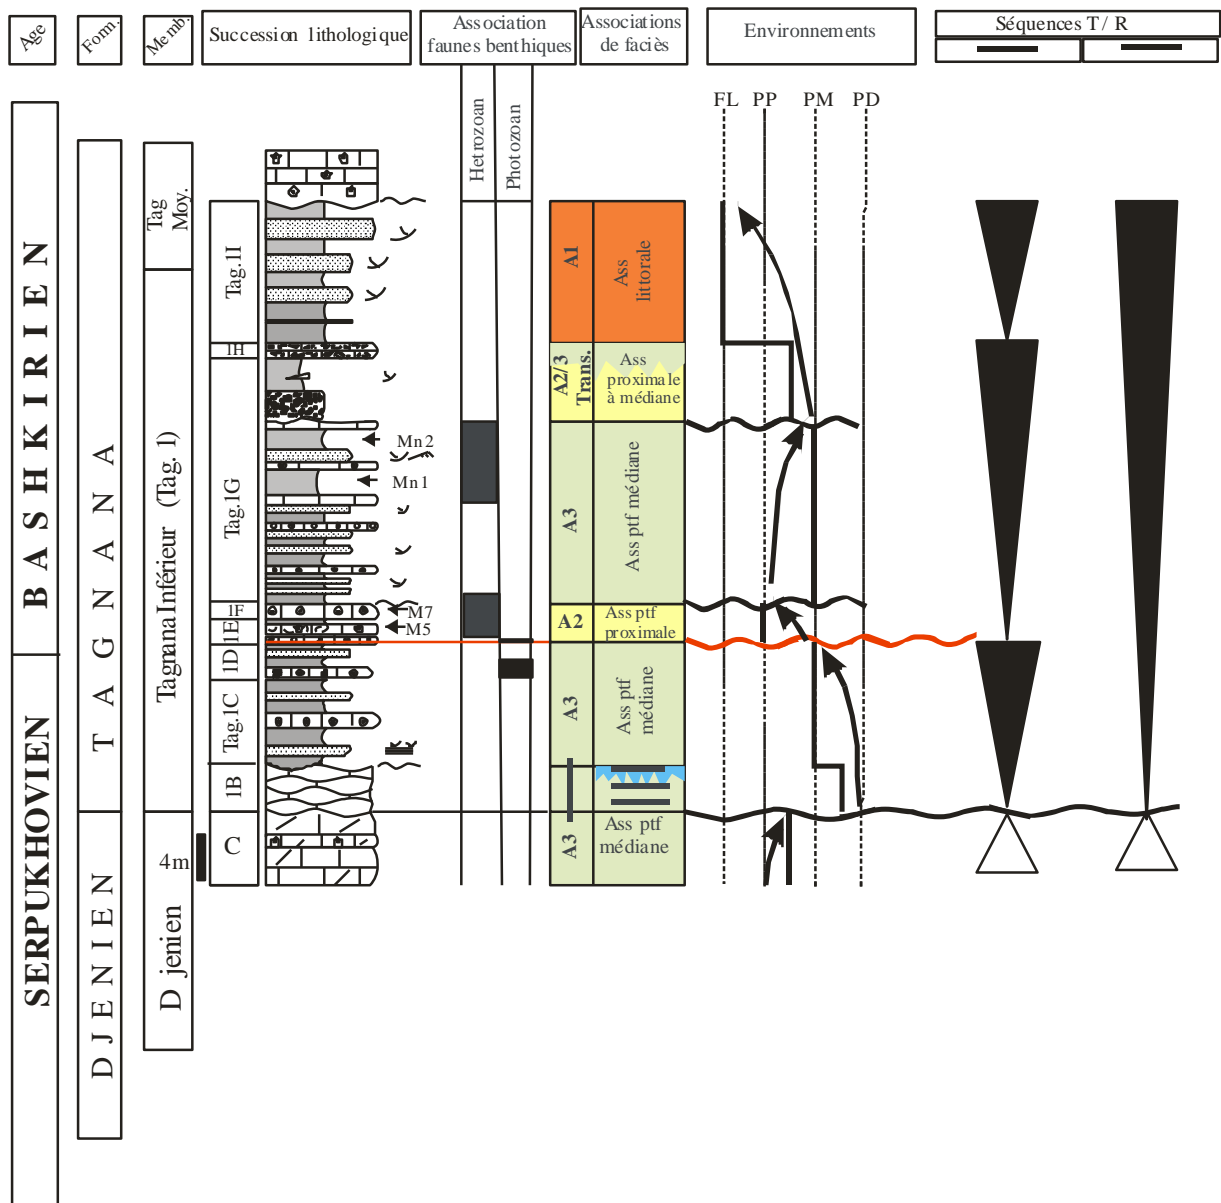 Age
Form.
Memb.
Succession lithologique
Association
faunes benthiques
Associations
de faciès
Environnements
Séquences T / R
Hetrozoan
Photozoan
FL
PP
PM
PD
BASHKIRIEN
SERPUKHOVIEN
TAGNANA
DJENIEN
Tag
Moy.
Tagnana Inférieur (Tag. 1)
Djenien
4m
Tag.1I
1H
Tag.1G
1F
1E
1D
Tag.1C
1B
C
Mn2
Mn1
M7
M5
A1
Ass
littorale
A2/3
Trans.
Ass
proximale
à médiane
A3
Ass ptf médiane
A2
Ass ptf
proximale
A3
Ass ptf
médiane
A3
Ass ptf
médiane